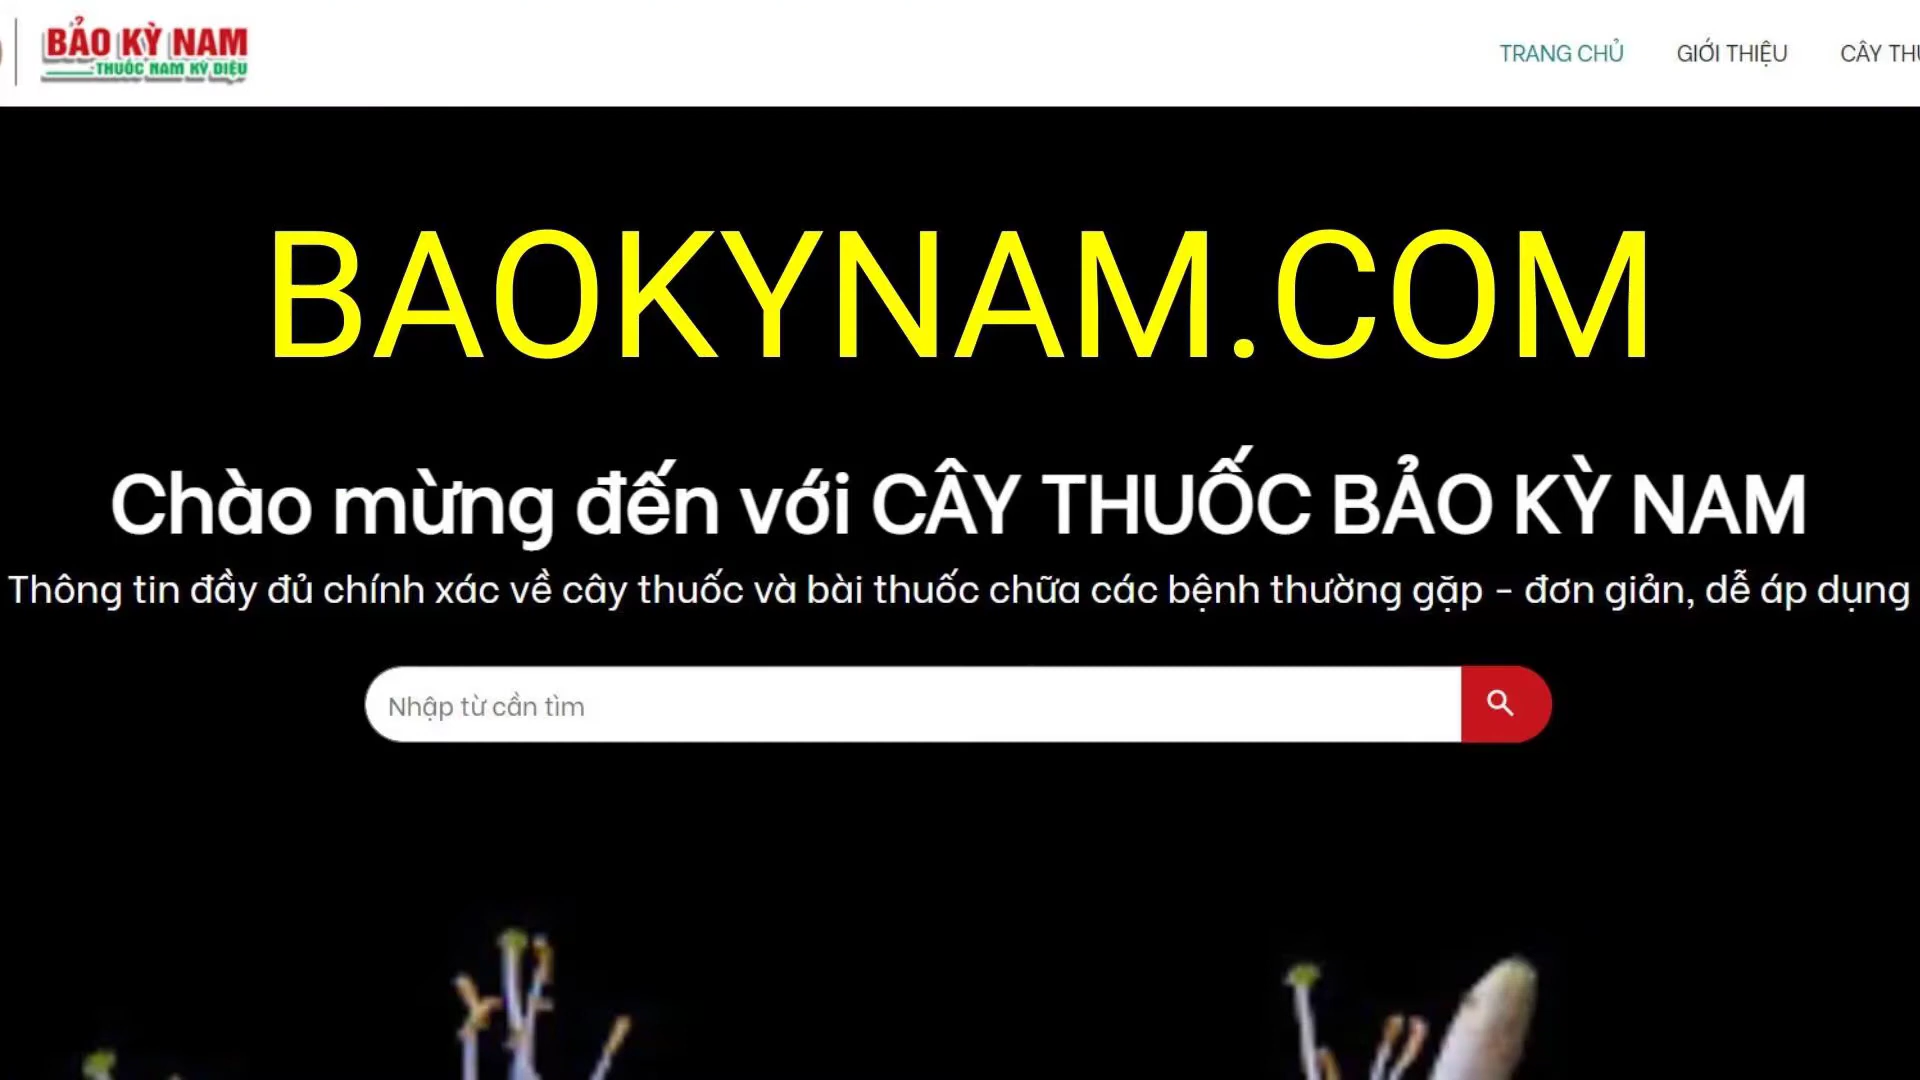 BẢO KỲ NAM
THUỐC NAM KỲ DIỆU
TRANG CHỦ
GIỚI THIỆU
CÂY
BAOKYNAM.COM
Chào mừng đến với CÂY THUỐC BẢO KỲ NAM
Thông tin đầy đủ chính xác về cây thuốc và bài thuốc chữa các bệnh thường gặp - đơn giản, dễ áp dụng
Nhập từ cần tìm